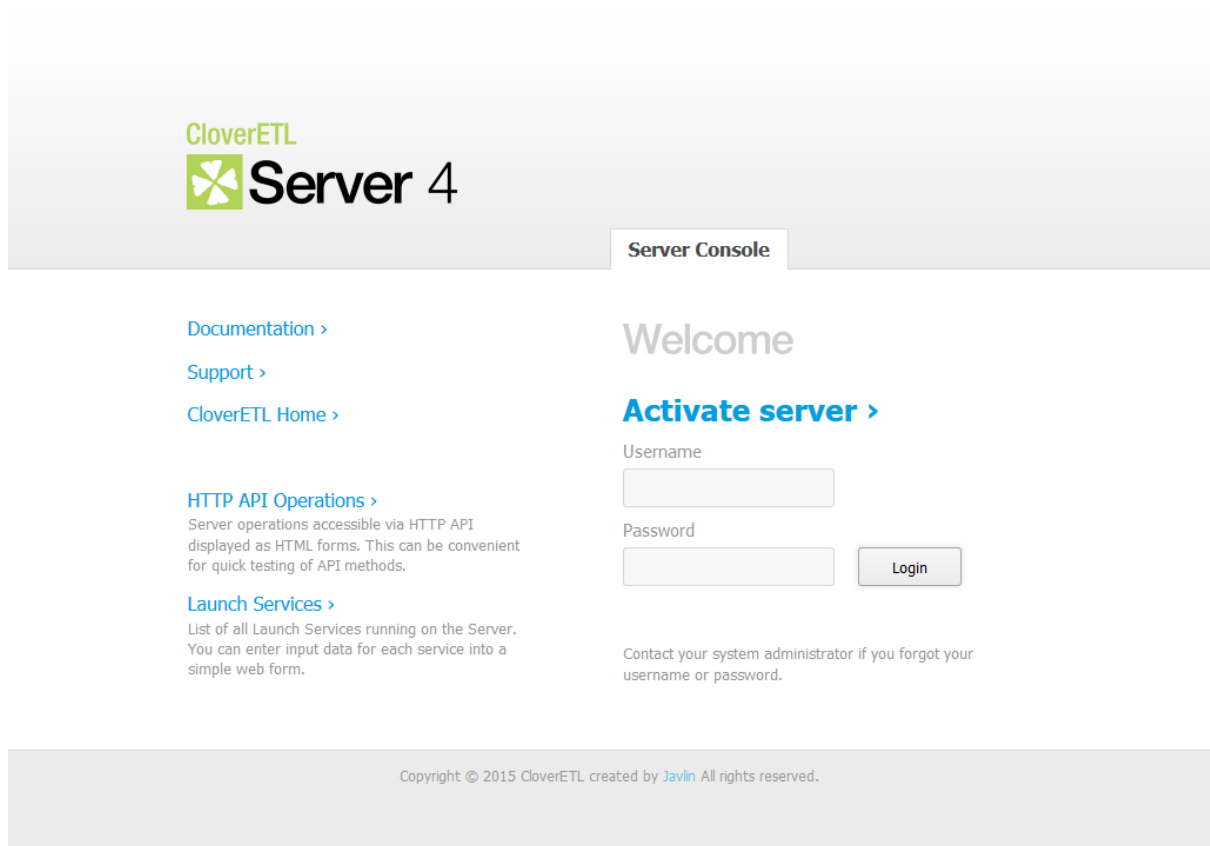 CloverETL
Server 4
Server Console
Documentation ›
Support ›
CloverETL Home ›
HTTP API Operations ›
Server operations accessible via HTTP API
displayed as HTML forms. This can be convenient
for quick testing of API methods.
Launch Services ›
List of all Launch Services running on the Server.
You can enter input data for each service into a
simple web form.
Welcome
Activate server ›
Username
Password
Login
Contact your system administrator if you forgot your
username or password.
Copyright © 2015 CloverETL created by Javlin All rights reserved.